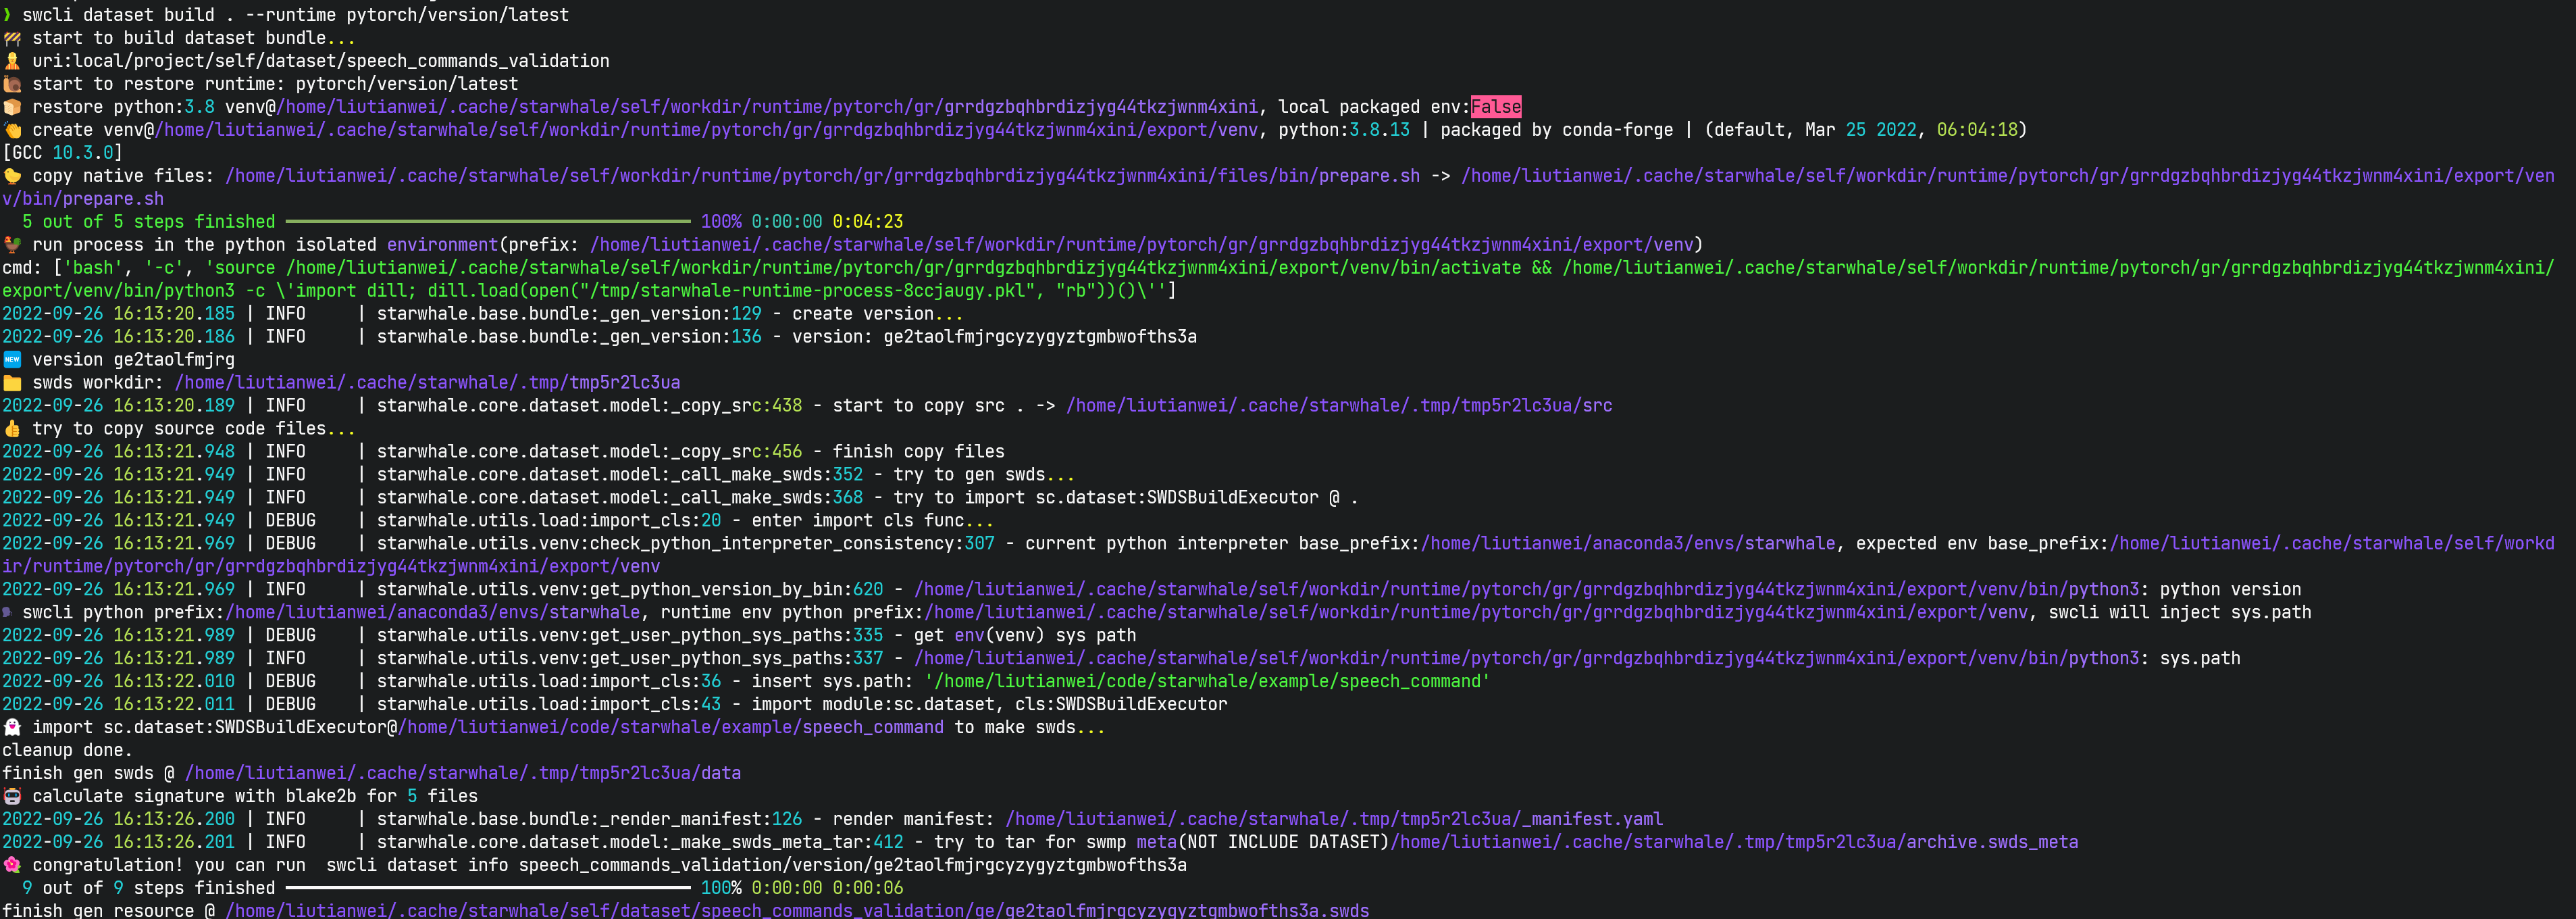 ❯ swcli dataset build . --runtime pytorch/version/latest
🚧 start to build dataset bundle...
👷 uri:local/project/self/dataset/speech_commands_validation
🐌 start to restore runtime: pytorch/version/latest
🍞 restore python:3.8 venv@/home/liutianwei/.cache/starwhale/self/workdir/runtime/pytorch/gr/grrdgzbqhbrdizjyg44tkzjwnm4xini, local packaged env:False
👏 create venv@/home/liutianwei/.cache/starwhale/self/workdir/runtime/pytorch/gr/grrdgzbqhbrdizjyg44tkzjwnm4xini/export/venv, python:3.8.13 | packaged by conda-forge | (default, Mar 25 2022, 06:04:18)
[GCC 10.3.0]
🐤 copy native files: /home/liutianwei/.cache/starwhale/self/workdir/runtime/pytorch/gr/grrdgzbqhbrdizjyg44tkzjwnm4xini/files/bin/prepare.sh -> /home/liutianwei/.cache/starwhale/self/workdir/runtime/pytorch/gr/grrdgzbqhbrdizjyg44tkzjwnm4xini/export/ven
v/bin/prepare.sh
5 out of 5 steps finished 100% 0:00:00 0:04:23
🐓 run process in the python isolated environment(prefix: /home/liutianwei/.cache/starwhale/self/workdir/runtime/pytorch/gr/grrdgzbqhbrdizjyg44tkzjwnm4xini/export/venv)
cmd: ['bash', '-c', 'source /home/liutianwei/.cache/starwhale/self/workdir/runtime/pytorch/gr/grrdgzbqhbrdizjyg44tkzjwnm4xini/export/venv/bin/activate && /home/liutianwei/.cache/starwhale/self/workdir/runtime/pytorch/gr/grrdgzbqhbrdizjyg44tkzjwnm4xini/
export/venv/bin/python3 -c \'import dill; dill.load(open("/tmp/starwhale-runtime-process-8ccjaugy.pkl", "rb"))()\'']
2022-09-26 16:13:20.185 | INFO     | starwhale.base.bundle:_gen_version:129 - create version...
2022-09-26 16:13:20.186 | INFO     | starwhale.base.bundle:_gen_version:136 - version: ge2taolfmjrgcyzygyztgmbwofths3a
🆕 version ge2taolfmjrg
📁 swds workdir: /home/liutianwei/.cache/starwhale/.tmp/tmp5r2lc3ua
2022-09-26 16:13:20.189 | INFO     | starwhale.core.dataset.model:_copy_src:438 - start to copy src . -> /home/liutianwei/.cache/starwhale/.tmp/tmp5r2lc3ua/src
👍 try to copy source code files...
2022-09-26 16:13:21.948 | INFO     | starwhale.core.dataset.model:_copy_src:456 - finish copy files
2022-09-26 16:13:21.949 | INFO     | starwhale.core.dataset.model:_call_make_swds:352 - try to gen swds...
2022-09-26 16:13:21.949 | INFO     | starwhale.core.dataset.model:_call_make_swds:368 - try to import sc.dataset:SWDSBuildExecutor @ .
2022-09-26 16:13:21.949 | DEBUG    | starwhale.utils.load:import_cls:20 - enter import cls func...
2022-09-26 16:13:21.969 | DEBUG    | starwhale.utils.venv:check_python_interpreter_consistency:307 - current python interpreter base_prefix:/home/liutianwei/anaconda3/envs/starwhale, expected env base_prefix:/home/liutianwei/.cache/starwhale/self/workd
ir/runtime/pytorch/gr/grrdgzbqhbrdizjyg44tkzjwnm4xini/export/venv
2022-09-26 16:13:21.969 | INFO     | starwhale.utils.venv:get_python_version_by_bin:620 - /home/liutianwei/.cache/starwhale/self/workdir/runtime/pytorch/gr/grrdgzbqhbrdizjyg44tkzjwnm4xini/export/venv/bin/python3: python version
🗣 swcli python prefix:/home/liutianwei/anaconda3/envs/starwhale, runtime env python prefix:/home/liutianwei/.cache/starwhale/self/workdir/runtime/pytorch/gr/grrdgzbqhbrdizjyg44tkzjwnm4xini/export/venv, swcli will inject sys.path
2022-09-26 16:13:21.989 | DEBUG    | starwhale.utils.venv:get_user_python_sys_paths:335 - get env(venv) sys path
2022-09-26 16:13:21.989 | INFO     | starwhale.utils.venv:get_user_python_sys_paths:337 - /home/liutianwei/.cache/starwhale/self/workdir/runtime/pytorch/gr/grrdgzbqhbrdizjyg44tkzjwnm4xini/export/venv/bin/python3: sys.path
2022-09-26 16:13:22.010 | DEBUG    | starwhale.utils.load:import_cls:36 - insert sys.path: '/home/liutianwei/code/starwhale/example/speech_command'
2022-09-26 16:13:22.011 | DEBUG    | starwhale.utils.load:import_cls:43 - import module:sc.dataset, cls:SWDSBuildExecutor
👻 import sc.dataset:SWDSBuildExecutor@/home/liutianwei/code/starwhale/example/speech_command to make swds...
cleanup done.
finish gen swds @ /home/liutianwei/.cache/starwhale/.tmp/tmp5r2lc3ua/data
🤖 calculate signature with blake2b for 5 files
2022-09-26 16:13:26.200 | INFO     | starwhale.base.bundle:_render_manifest:126 - render manifest: /home/liutianwei/.cache/starwhale/.tmp/tmp5r2lc3ua/_manifest.yaml
2022-09-26 16:13:26.201 | INFO     | starwhale.core.dataset.model:_make_swds_meta_tar:412 - try to tar for swmp meta(NOT INCLUDE DATASET)/home/liutianwei/.cache/starwhale/.tmp/tmp5r2lc3ua/archive.swds_meta
🌺 congratulation! you can run  swcli dataset info speech_commands_validation/version/ge2taolfmjrgcyzygyztgmbwofths3a
9 out of 9 steps finished 100% 0:00:00 0:00:06
finish gen resource @ /home/liutianwei/.cache/starwhale/self/dataset/speech_commands_validation/ge/ge2taolfmjrgcyzygyztgmbwofths3a.swds